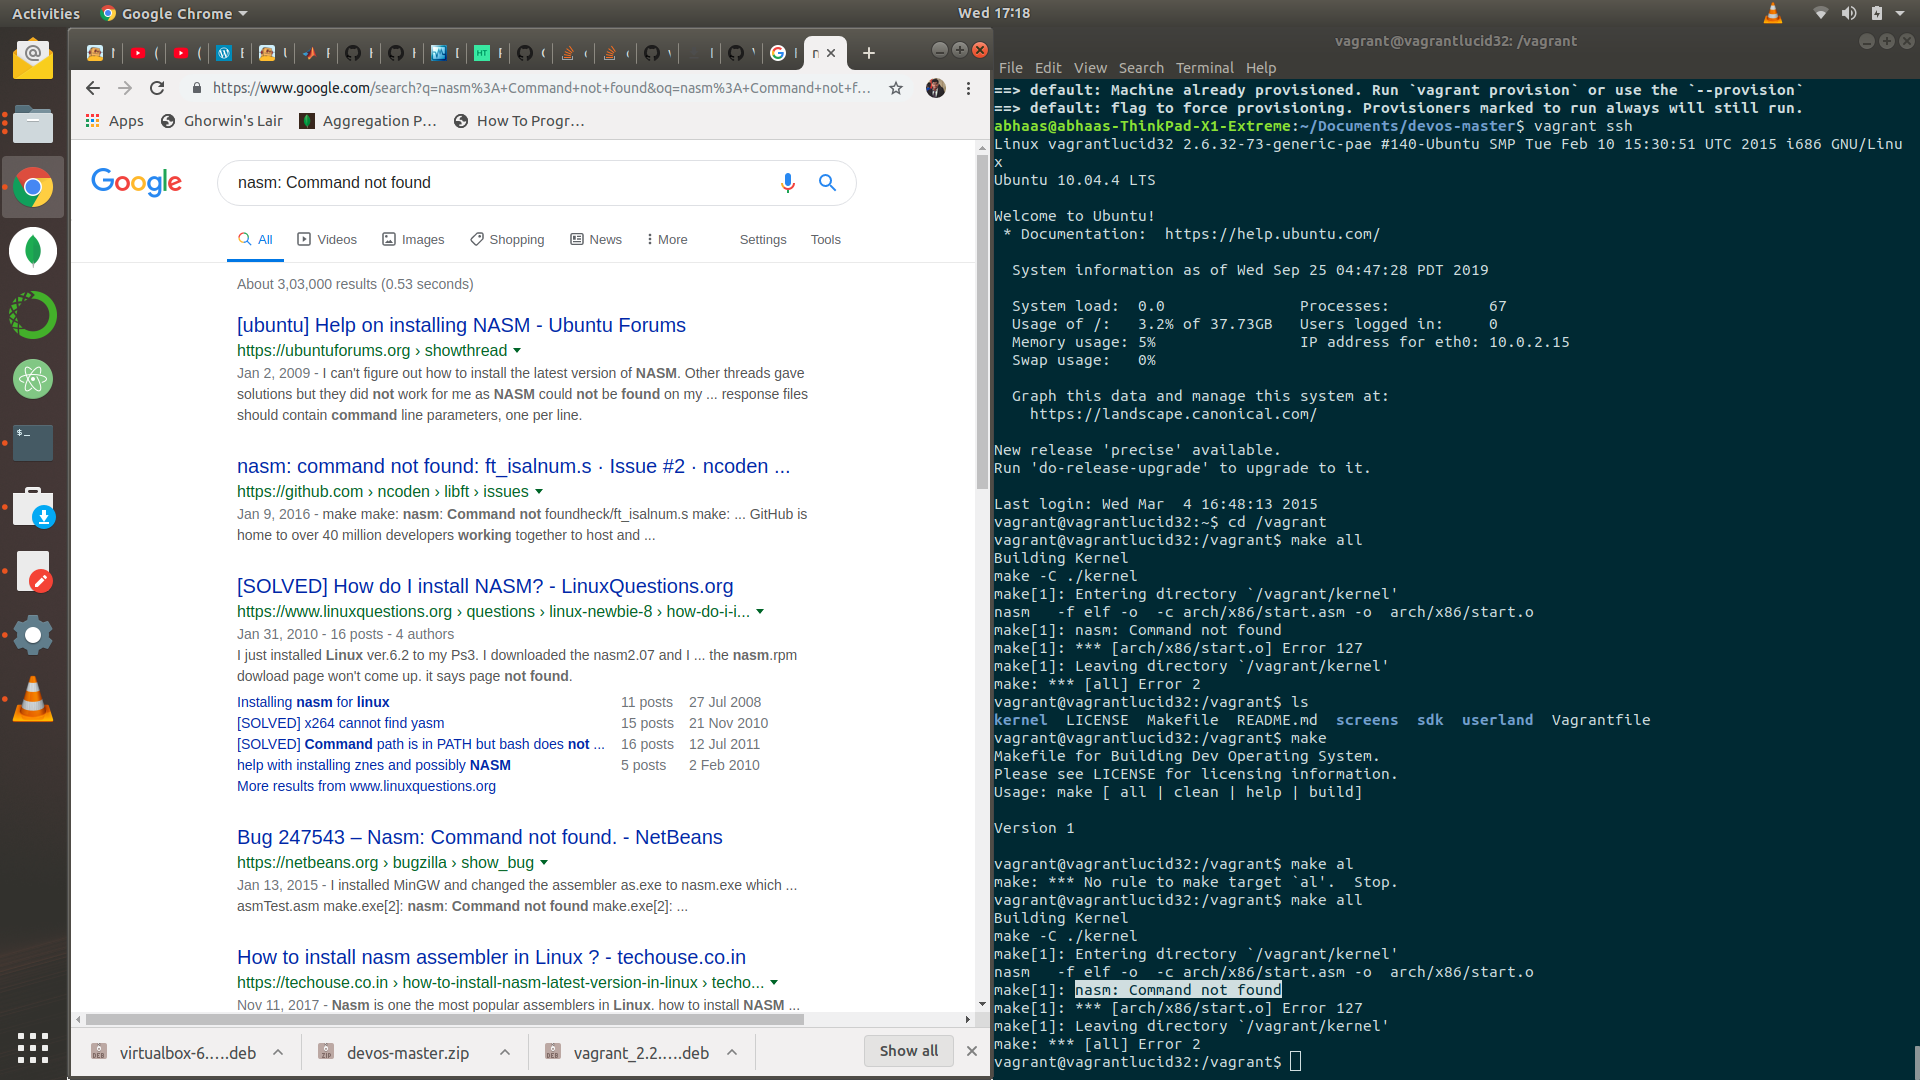 Activities
Google Chrome
Wed 17:18
https://www.google.com/search?q=nasm%3A+Command+not+found&oq=nasm%3A+Command+not+f...
Apps
Ghorwin's Lair
Aggregation P...
How To Progr...
Google
nasm: Command not found
All
Videos
Images
Shopping
News
More
Settings
Tools
About 3,03,000 results (0.53 seconds)
[ubuntu] Help on installing NASM - Ubuntu Forums
https://ubuntuforums.org › showthread
Jan 2, 2009 - I can't figure out how to install the latest version of NASM. Other threads gave
solutions but they did not work for me as NASM could not be found on my ... response files
should contain command line parameters, one per line.
nasm: command not found: ft_isalnum.s · Issue #2 · ncoden ...
https://github.com › ncoden › libft › issues
Jan 9, 2016 - make make: nasm: Command not foundheck/ft_isalnum.s make: ... GitHub is
home to over 40 million developers working together to host and ...
[SOLVED] How do I install NASM? - LinuxQuestions.org
https://www.linuxquestions.org › questions › linux-newbie-8 › how-do-i-i...
Jan 31, 2010 - 16 posts - 4 authors
I just installed Linux ver.6.2 to my Ps3. I downloaded the nasm2.07 and I ... the nasm.rpm
dowload page won't come up. it says page not found.
Installing nasm for linux 11 posts 27 Jul 2008
[SOLVED] x264 cannot find yasm 15 posts 21 Nov 2010
[SOLVED] Command path is in PATH but bash does not ... 16 posts 12 Jul 2011
help with installing znes and possibly NASM 5 posts 2 Feb 2010
More results from www.linuxquestions.org
Bug 247543 – Nasm: Command not found. - NetBeans
https://netbeans.org › bugzilla › show_bug
Jan 13, 2015 - I installed MinGW and changed the assembler as.exe to nasm.exe which ...
asmTest.asm make.exe[2]: nasm: Command not found make.exe[2]: ...
How to install nasm assembler in Linux ? - techouse.co.in
https://techouse.co.in › how-to-install-nasm-latest-version-in-linux › techo...
Nov 11, 2017 - Nasm is one the most popular assemblers in Linux. how to install NASM ...
virtualbox-6.....deb
devos-master.zip
vagrant_2.2.....deb
Show all
vagrant@vagrantlucid32: /vagrant
File Edit View Search Terminal Help
==> default: Machine already provisioned. Run `vagrant provision` or use the `--provision`
==> default: flag to force provisioning. Provisioners marked to run always will still run.
abhaas@abhaas-ThinkPad-X1-Extreme:~/Documents/devos-master$ vagrant ssh
Linux vagrantlucid32 2.6.32-73-generic-pae #140-Ubuntu SMP Tue Feb 10 15:30:51 UTC 2015 i686 GNU/Linu
x
Ubuntu 10.04.4 LTS
Welcome to Ubuntu!
* Documentation: https://help.ubuntu.com/
System information as of Wed Sep 25 04:47:28 PDT 2019
System load: 0.0 Processes: 67
Usage of /: 3.2% of 37.73GB Users logged in: 0
Memory usage: 5% IP address for eth0: 10.0.2.15
Swap usage: 0%
Graph this data and manage this system at:
https://landscape.canonical.com/
New release 'precise' available.
Run 'do-release-upgrade' to upgrade to it.
Last login: Wed Mar 4 16:48:13 2015
vagrant@vagrantlucid32:~$ cd /vagrant
vagrant@vagrantlucid32:/vagrant$ make all
Building Kernel
make -C ./kernel
make[1]: Entering directory `/vagrant/kernel'
nasm -f elf -o -c arch/x86/start.asm -o arch/x86/start.o
make[1]: nasm: Command not found
make[1]: *** [arch/x86/start.o] Error 127
make[1]: Leaving directory `/vagrant/kernel'
make: *** [all] Error 2
vagrant@vagrantlucid32:/vagrant$ ls
kernel LICENSE Makefile README.md screens sdk userland Vagrantfile
vagrant@vagrantlucid32:/vagrant$ make
Makefile for Building Dev Operating System.
Please see LICENSE for licensing information.
Usage: make [ all | clean | help | build]
Version 1
vagrant@vagrantlucid32:/vagrant$ make al
make: *** No rule to make target `al'. Stop.
vagrant@vagrantlucid32:/vagrant$ make all
Building Kernel
make -C ./kernel
make[1]: Entering directory `/vagrant/kernel'
nasm -f elf -o -c arch/x86/start.asm -o arch/x86/start.o
make[1]: nasm: Command not found
make[1]: *** [arch/x86/start.o] Error 127
make[1]: Leaving directory `/vagrant/kernel'
make: *** [all] Error 2
vagrant@vagrantlucid32:/vagrant$